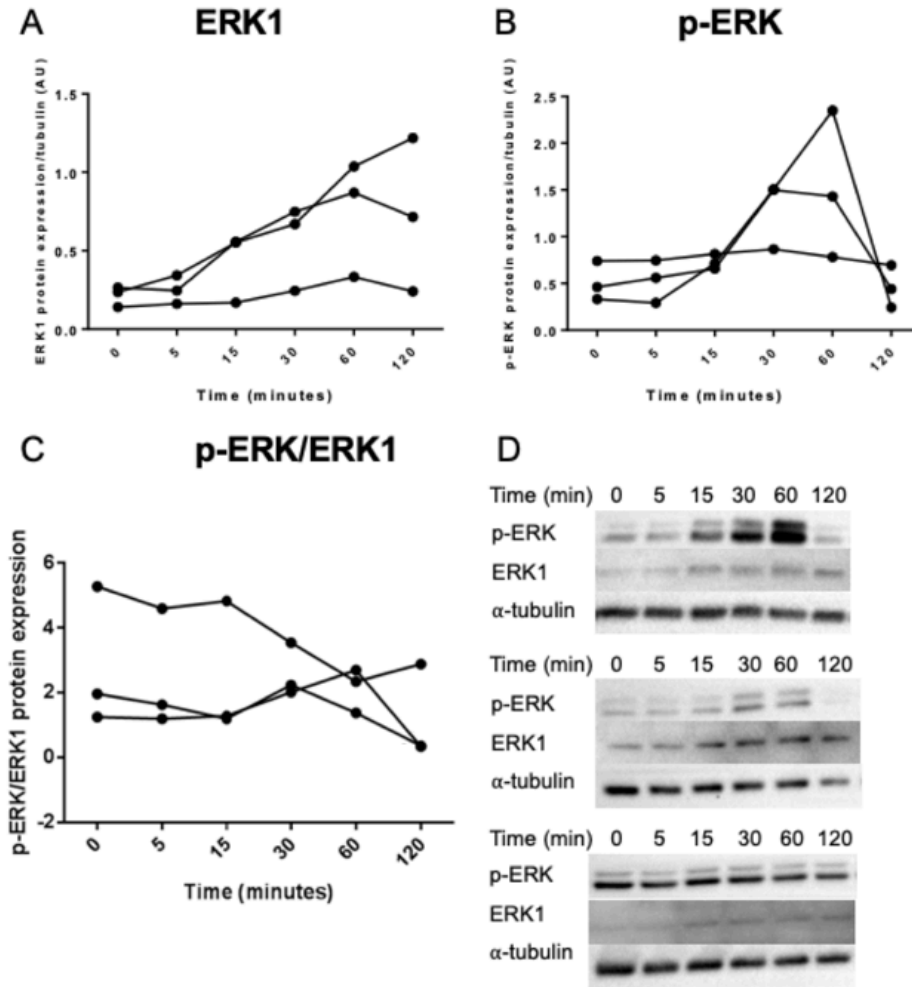 A ERK1
ERK1 protein expression/tubulin (AU)
1.5
1.0
0.5
0.0
0 5 15 30 60 120
Time (minutes)
B p-ERK
p-ERK protein expression/tubulin (AU)
2.5
2.0
1.5
1.0
0.5
0.0
0 5 15 30 60 120
Time (minutes)
C p-ERK/ERK1
p-ERK/ERK1 protein expression
6
4
2
0
-2
0 5 15 30 60 120
Time (minutes)
D
Time (min) 0 5 15 30 60 120
p-ERK
ERK1
α-tubulin
Time (min) 0 5 15 30 60 120
p-ERK
ERK1
α-tubulin
Time (min) 0 5 15 30 60 120
p-ERK
ERK1
α-tubulin